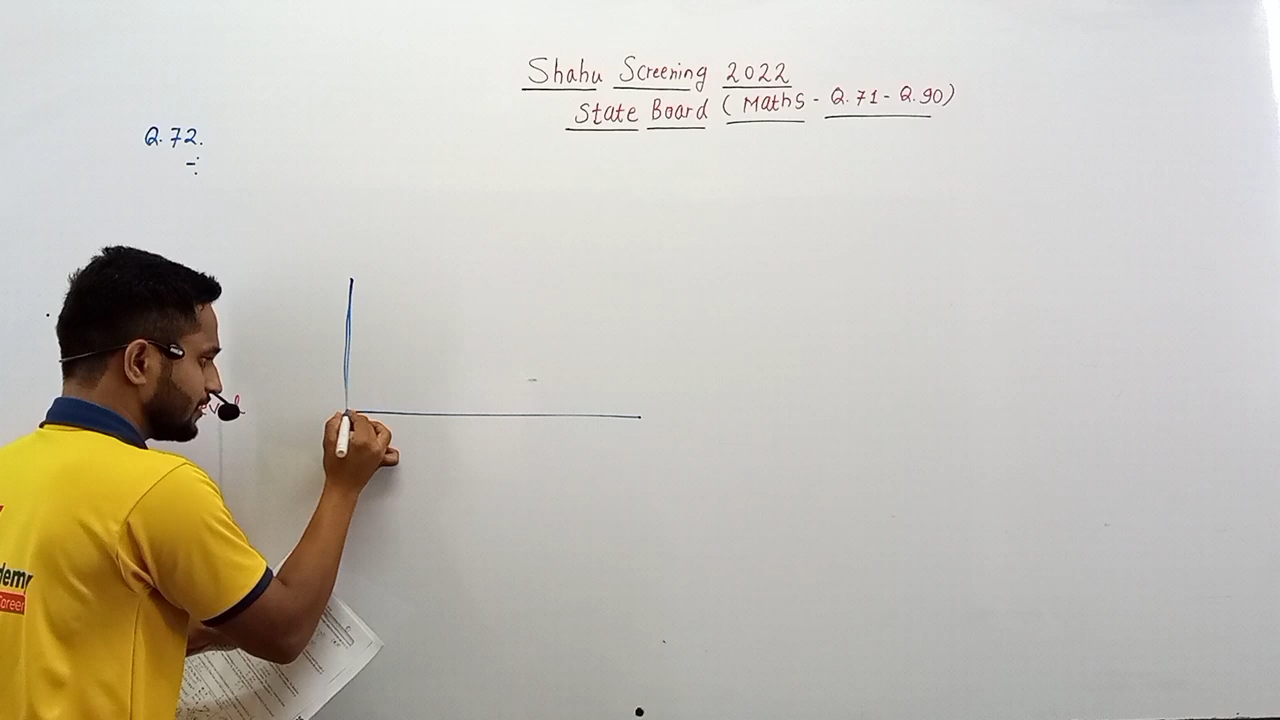 Shahu Screening 2022
State Board (Maths - Q.71 - Q.90)
Q.72.